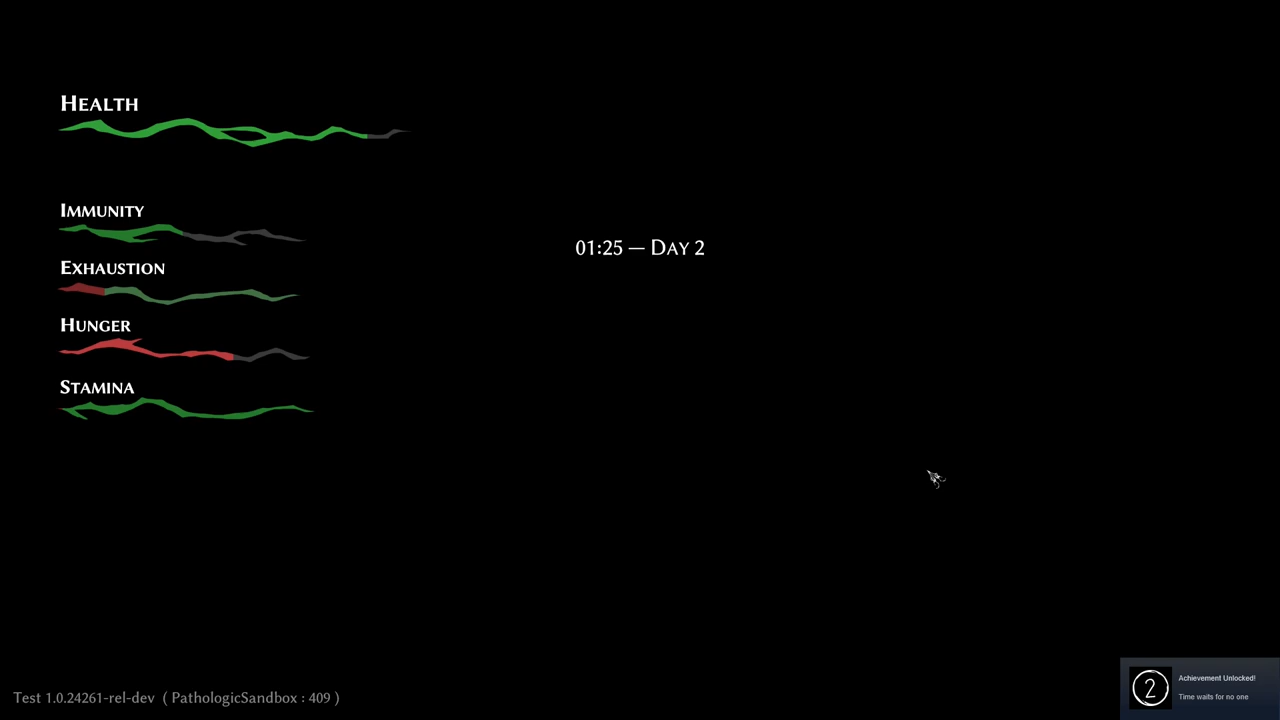 HEALTH
IMMUNITY
01:25 — DAY 2
EXHAUSTION
HUNGER
STAMINA
2
Achievement Unlocked!
Time waits for no one
Test 1.0.24261-rel-dev ( PathologicSandbox : 409 )